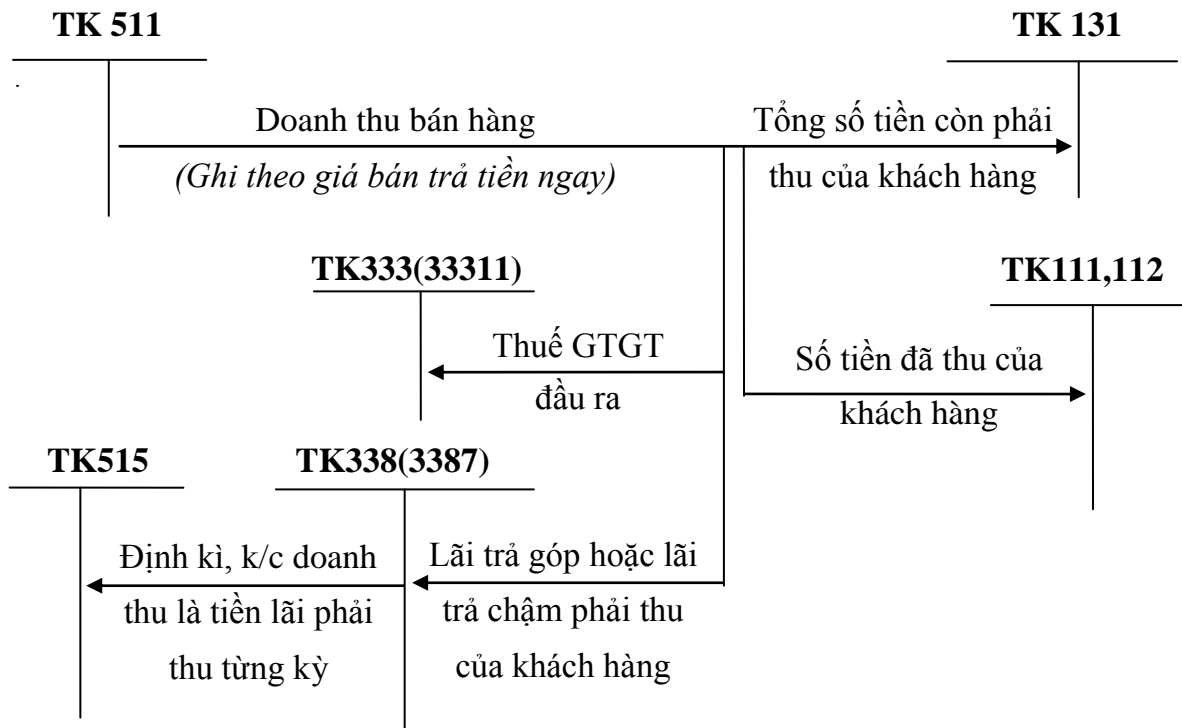 TK 511
TK 131
Doanh thu bán hàng
(Ghi theo giá bán trả tiền ngay)
Tổng số tiền còn phải
thu của khách hàng
TK333(33311)
TK111,112
Thuế GTGT
đầu ra
Số tiền đã thu của
khách hàng
TK515
TK338(3387)
Định kì, k/c doanh
thu là tiền lãi phải
thu từng kỳ
Lãi trả góp hoặc lãi
trả chậm phải thu
của khách hàng